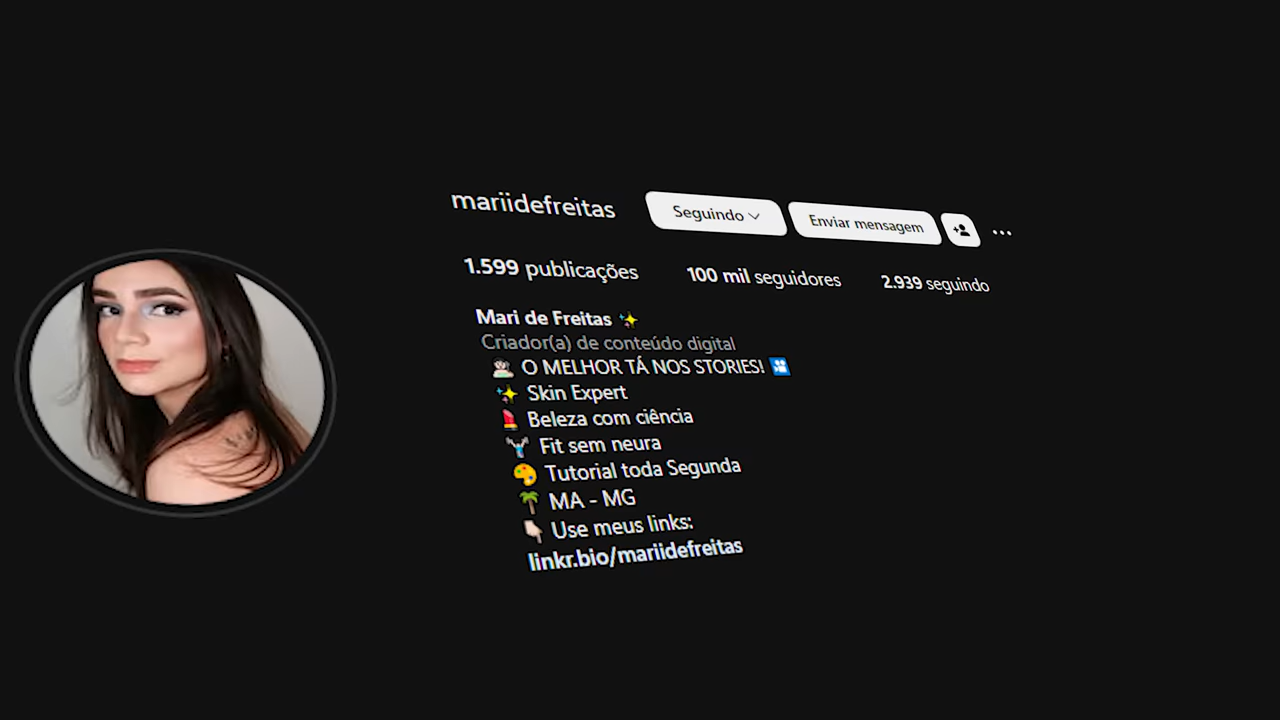 mariidefreitas Seguindo Enviar mensagem
1.599 publicações 100 mil seguidores 2.939 seguindo
Mari de Freitas ✨
Criador(a) de conteúdo digital
👩🏻 O MELHOR TÁ NOS STORIES! 🎦
✨ Skin Expert
💄 Beleza com ciência
🏋🏻‍♀️ Fit sem neura
🎨 Tutorial toda Segunda
🌴 MA - MG
👇🏻 Use meus links:
linkr.bio/mariidefreitas